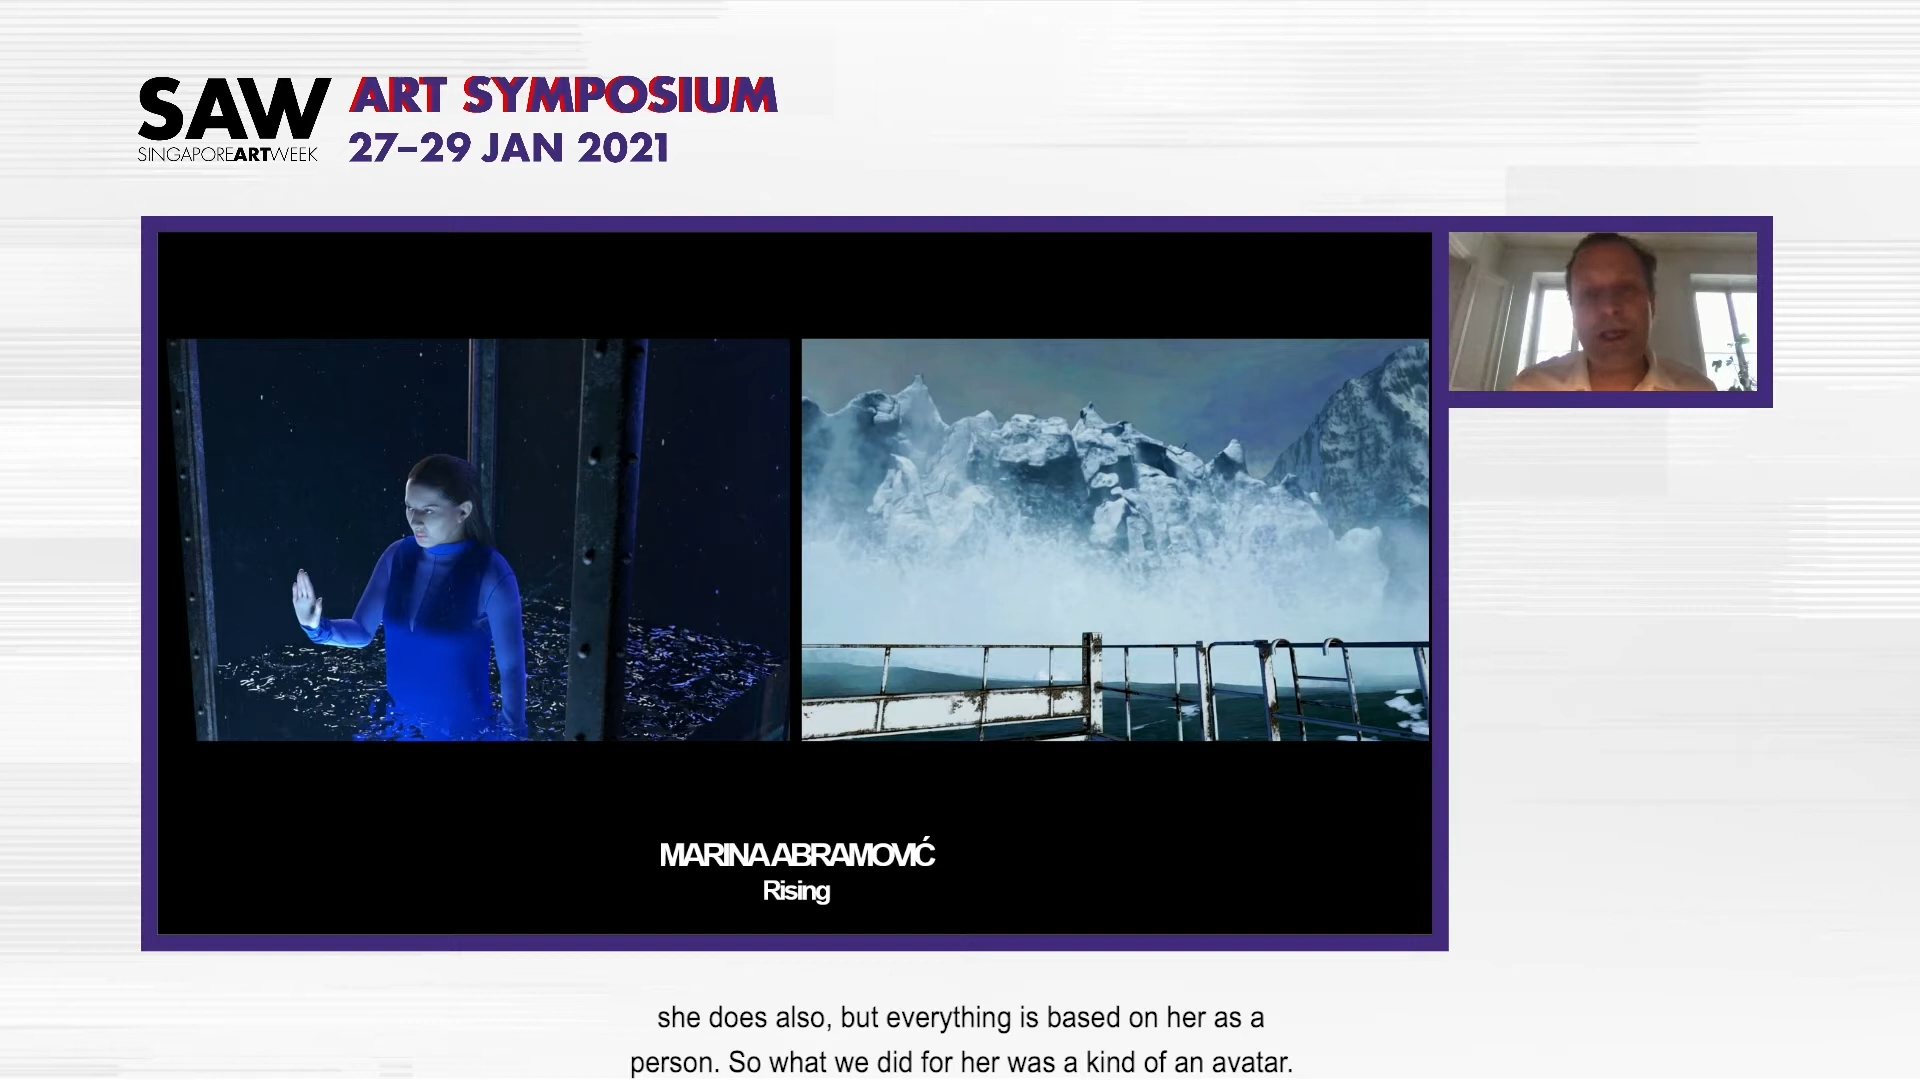 SAW
SINGAPOREARTWEEK
ART SYMPOSIUM
27–29 JAN 2021
MARINA ABRAMOVIĆ
Rising
she does also, but everything is based on her as a
person. So what we did for her was a kind of an avatar.